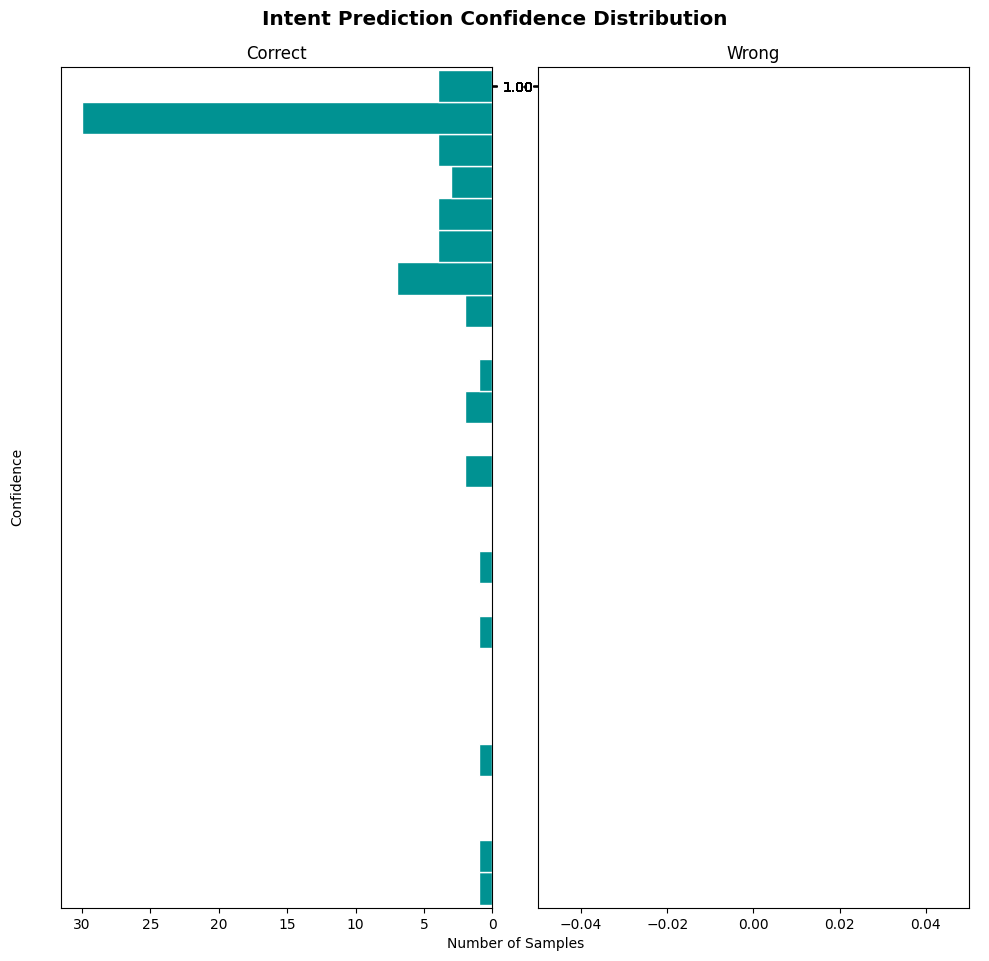 Intent Prediction Confidence Distribution
Correct
Wrong
1.00
Confidence
30 25 20 15 10 5 0
−0.04 −0.02 0.00 0.02 0.04
Number of Samples